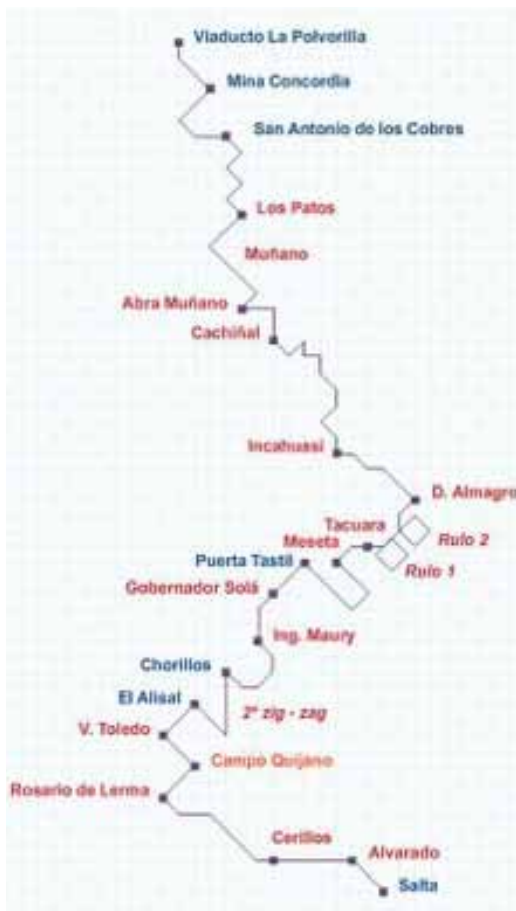 Viaducto La Polvorilla
Mina Concordia
San Antonio de los Cobres
Los Patos
Muñano
Abra Muñano
Cachiñal
Incahuasi
D. Almagro
Tacuara
Rulo 2
Meseta
Puerta Tastil
Rulo 1
Gobernador Solá
Ing. Maury
Chorillos
El Alisal
2º zig - zag
V. Toledo
Campo Quijano
Rosario de Lerma
Cerillos
Alvarado
Salta